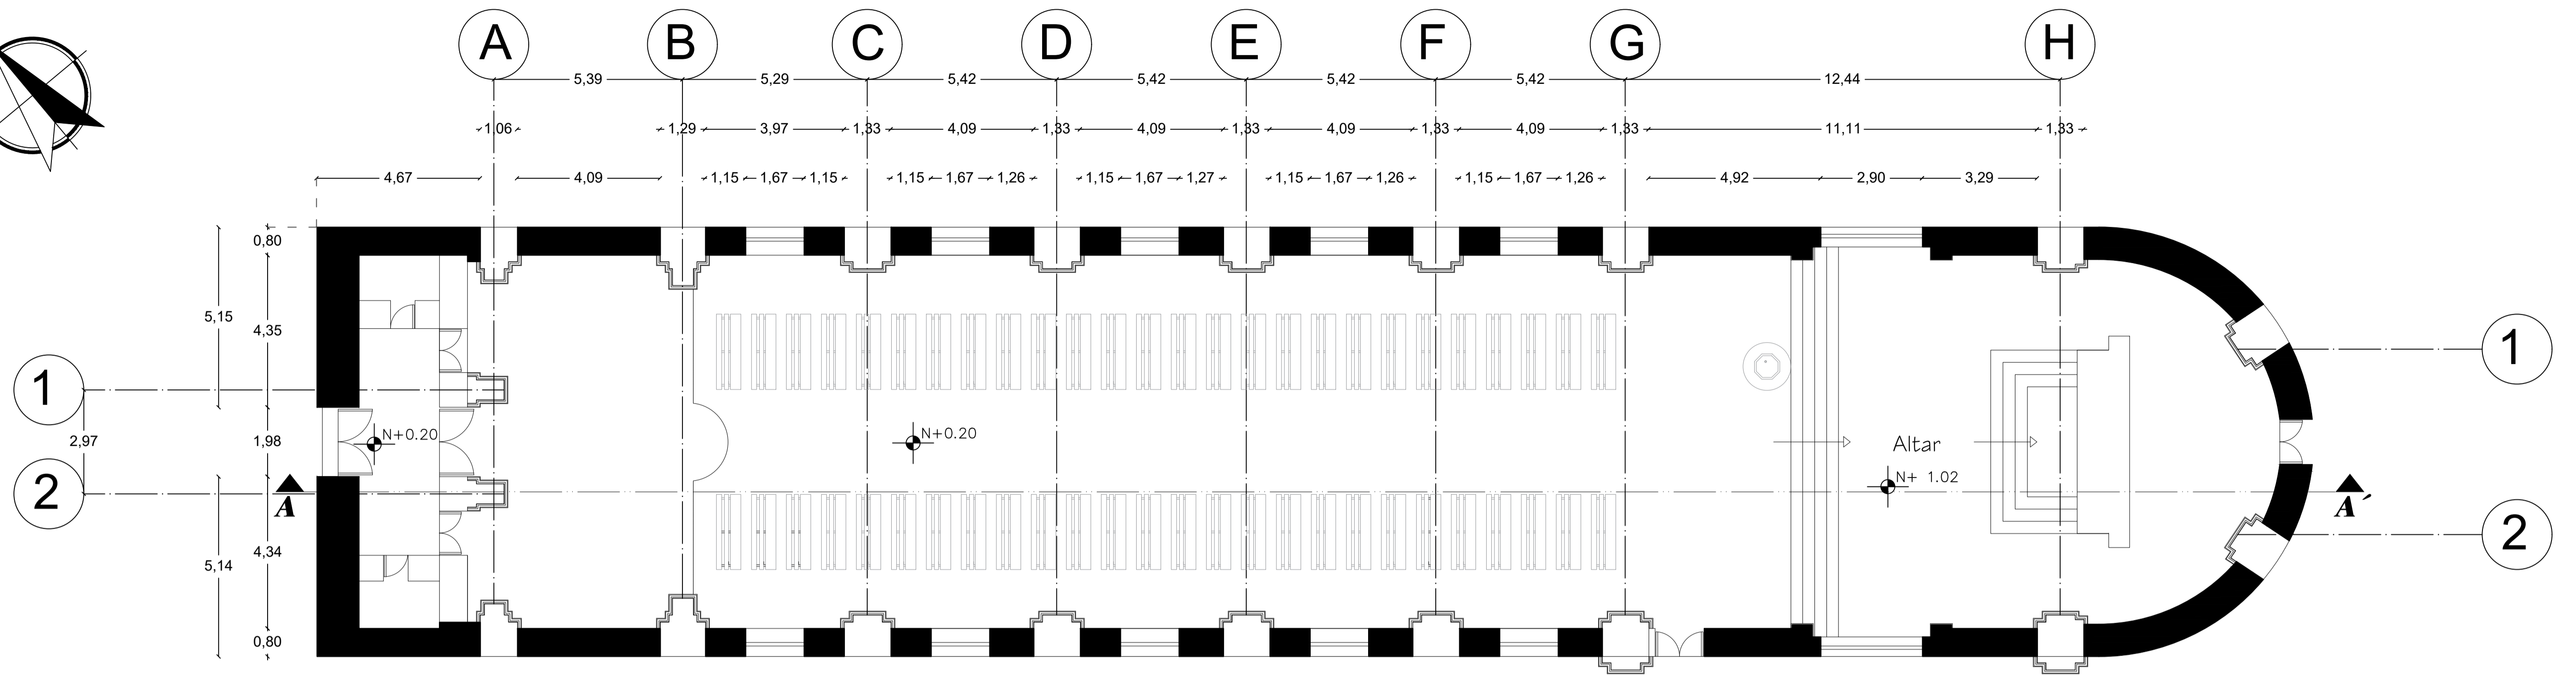 A B C D E F G H
5,39 5,29 5,42 5,42 5,42 5,42 12,44
1,06 1,29 3,97 1,33 4,09 1,33 4,09 1,33 4,09 1,33 4,09 1,33 11,11 1,33
4,67 4,09 1,15 1,67 1,15 1,15 1,67 1,26 1,15 1,67 1,27 1,15 1,67 1,26 1,15 1,67 1,26 4,92 2,90 3,29
0,80
5,15 4,35
1 1
2,97 1,98 N+0.20 N+0.20 Altar
N+ 1.02
2 A A´ 2
5,14 4,34
0,80